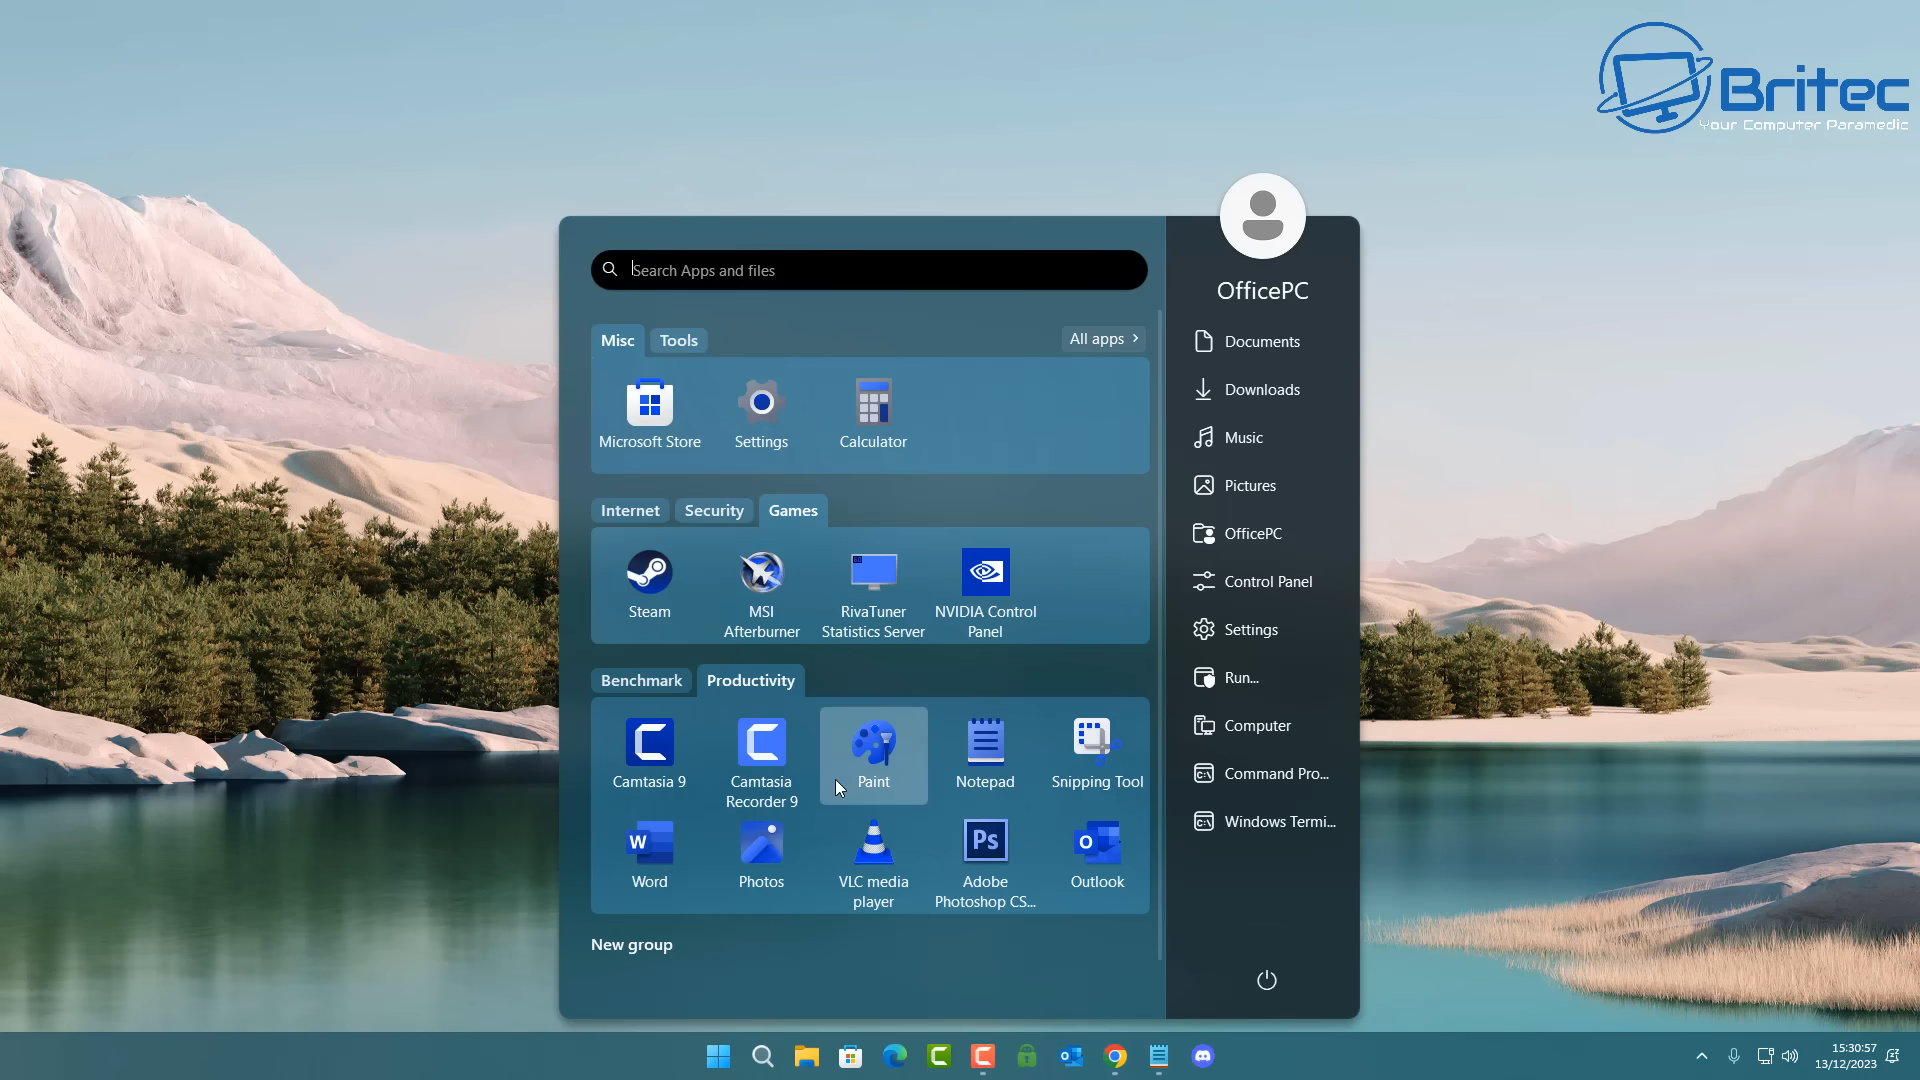 Britec
Your Computer Paramedic
OfficePC
Search Apps and files
Misc Tools All apps
Microsoft Store Settings Calculator
Internet Security Games
Steam MSI Afterburner RivaTuner Statistics Server NVIDIA Control Panel
Benchmark Productivity
Camtasia 9 Camtasia Recorder 9 Paint Notepad Snipping Tool
W Ps O
Word Photos VLC media player Adobe Photoshop CS... Outlook
New group
Documents
Downloads
Music
Pictures
OfficePC
Control Panel
Settings
Run...
Computer
Command Pro...
Windows Termi...
15:30:57
13/12/2023